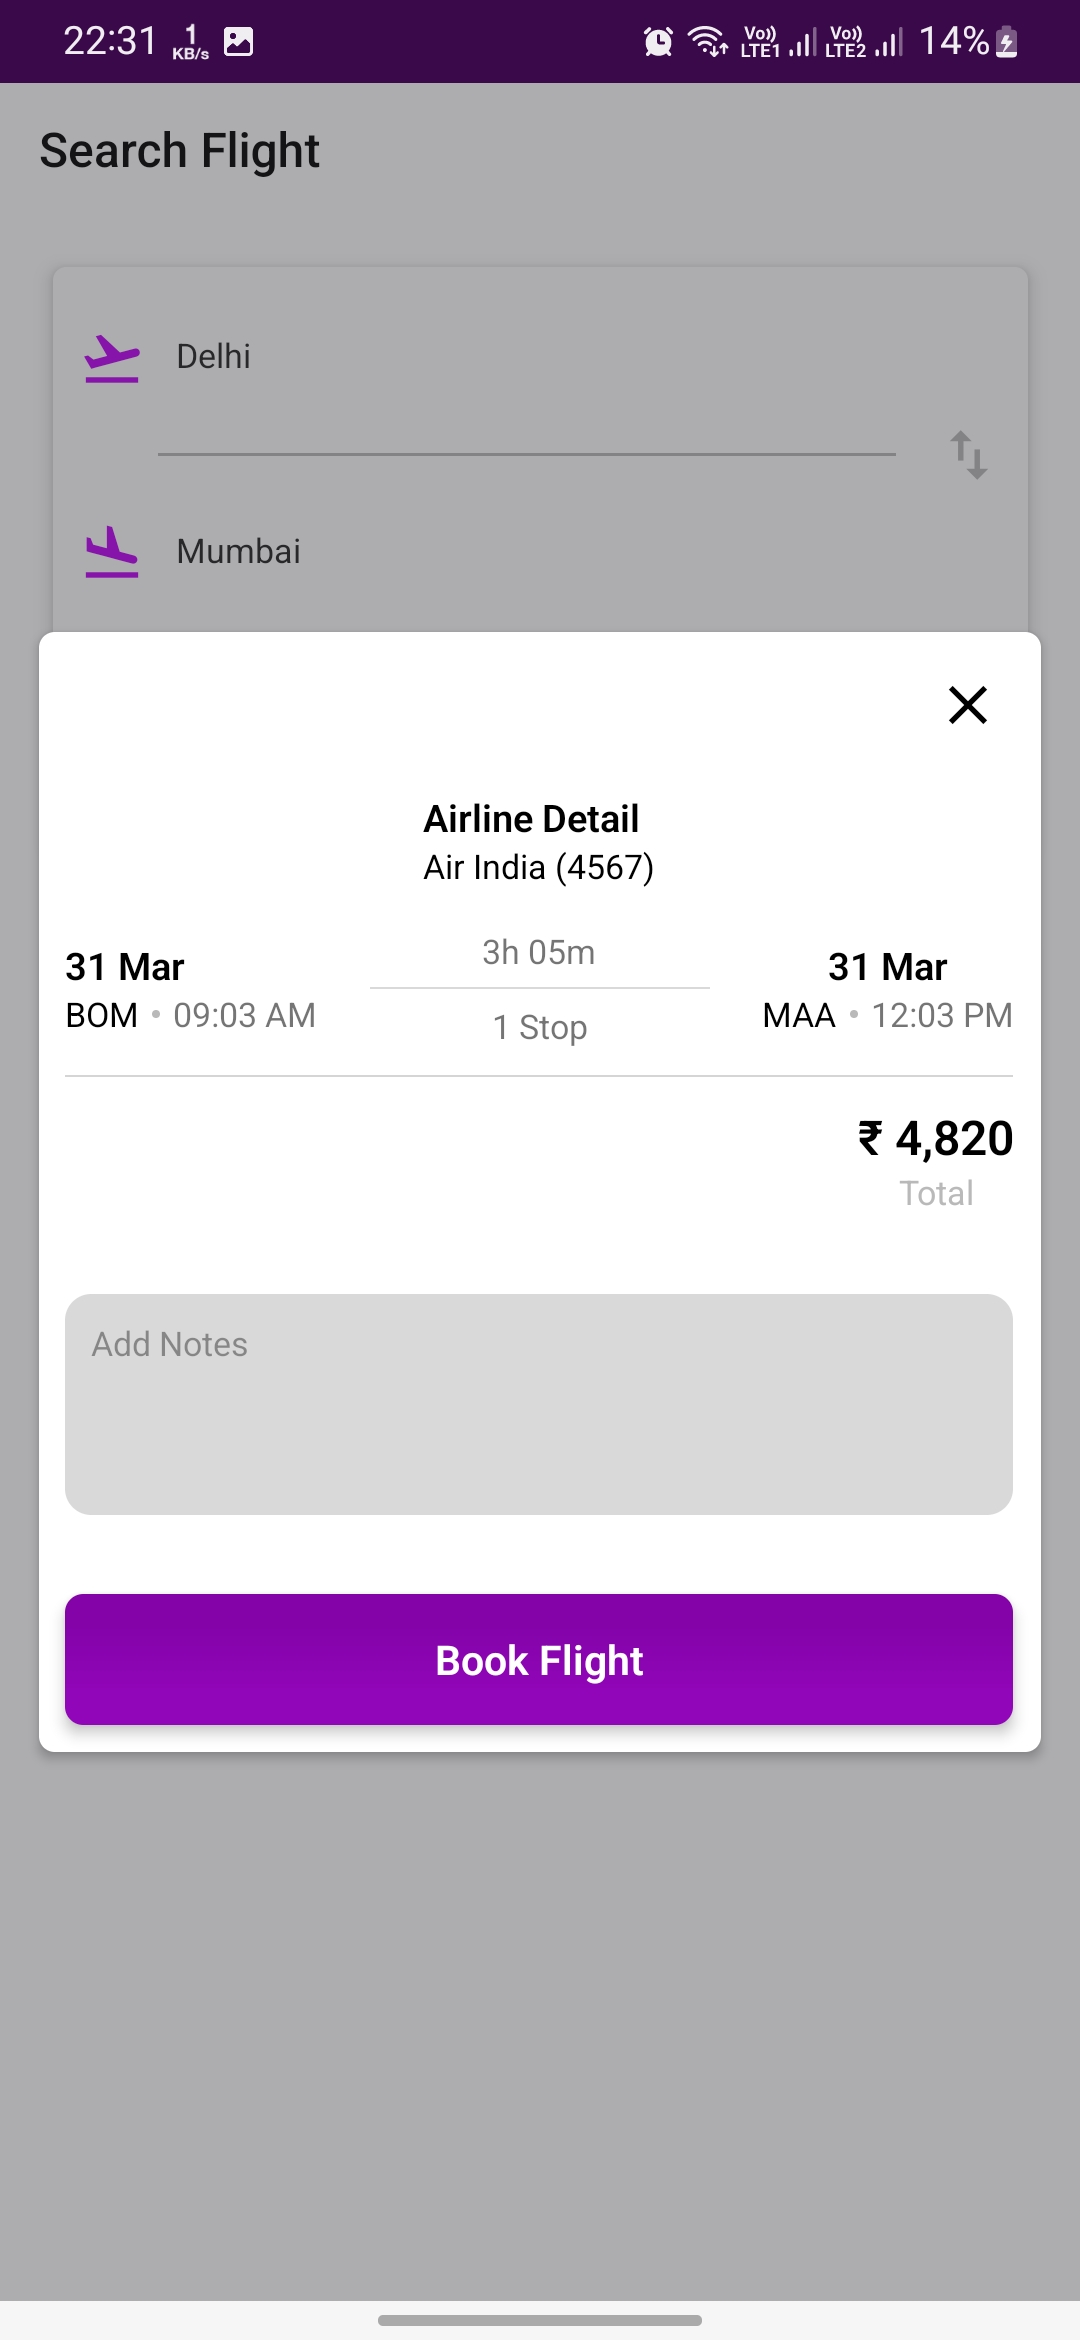 22:31 1 KB/s Vo)) LTE1 Vo)) LTE2 14%
Search Flight
Delhi
Mumbai
Airline Detail
Air India (4567)
31 Mar 3h 05m 31 Mar
BOM • 09:03 AM 1 Stop MAA • 12:03 PM
₹ 4,820
Total
Add Notes
Book Flight